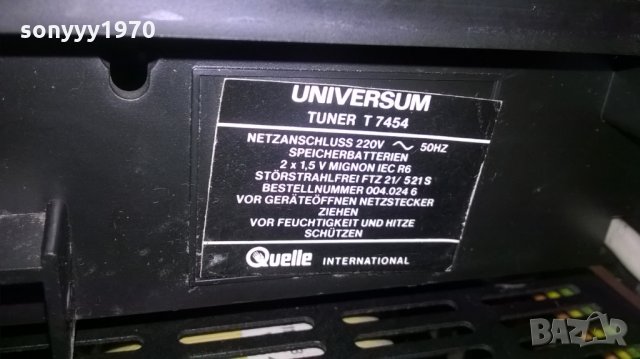 sonyyy1970
UNIVERSUM
TUNER T 7454
NETZANSCHLUSS 220V ~ 50HZ
SPEICHERBATTERIEN
2 x 1,5 V MIGNON IEC R6
STÖRSTRAHLFREI FTZ 21/ 521 S
BESTELLNUMMER 004.024 6
VOR GERÄTEÖFFNEN NETZSTECKER
ZIEHEN
VOR FEUCHTIGKEIT UND HITZE
SCHÜTZEN
Quelle INTERNATIONAL
BAZAR